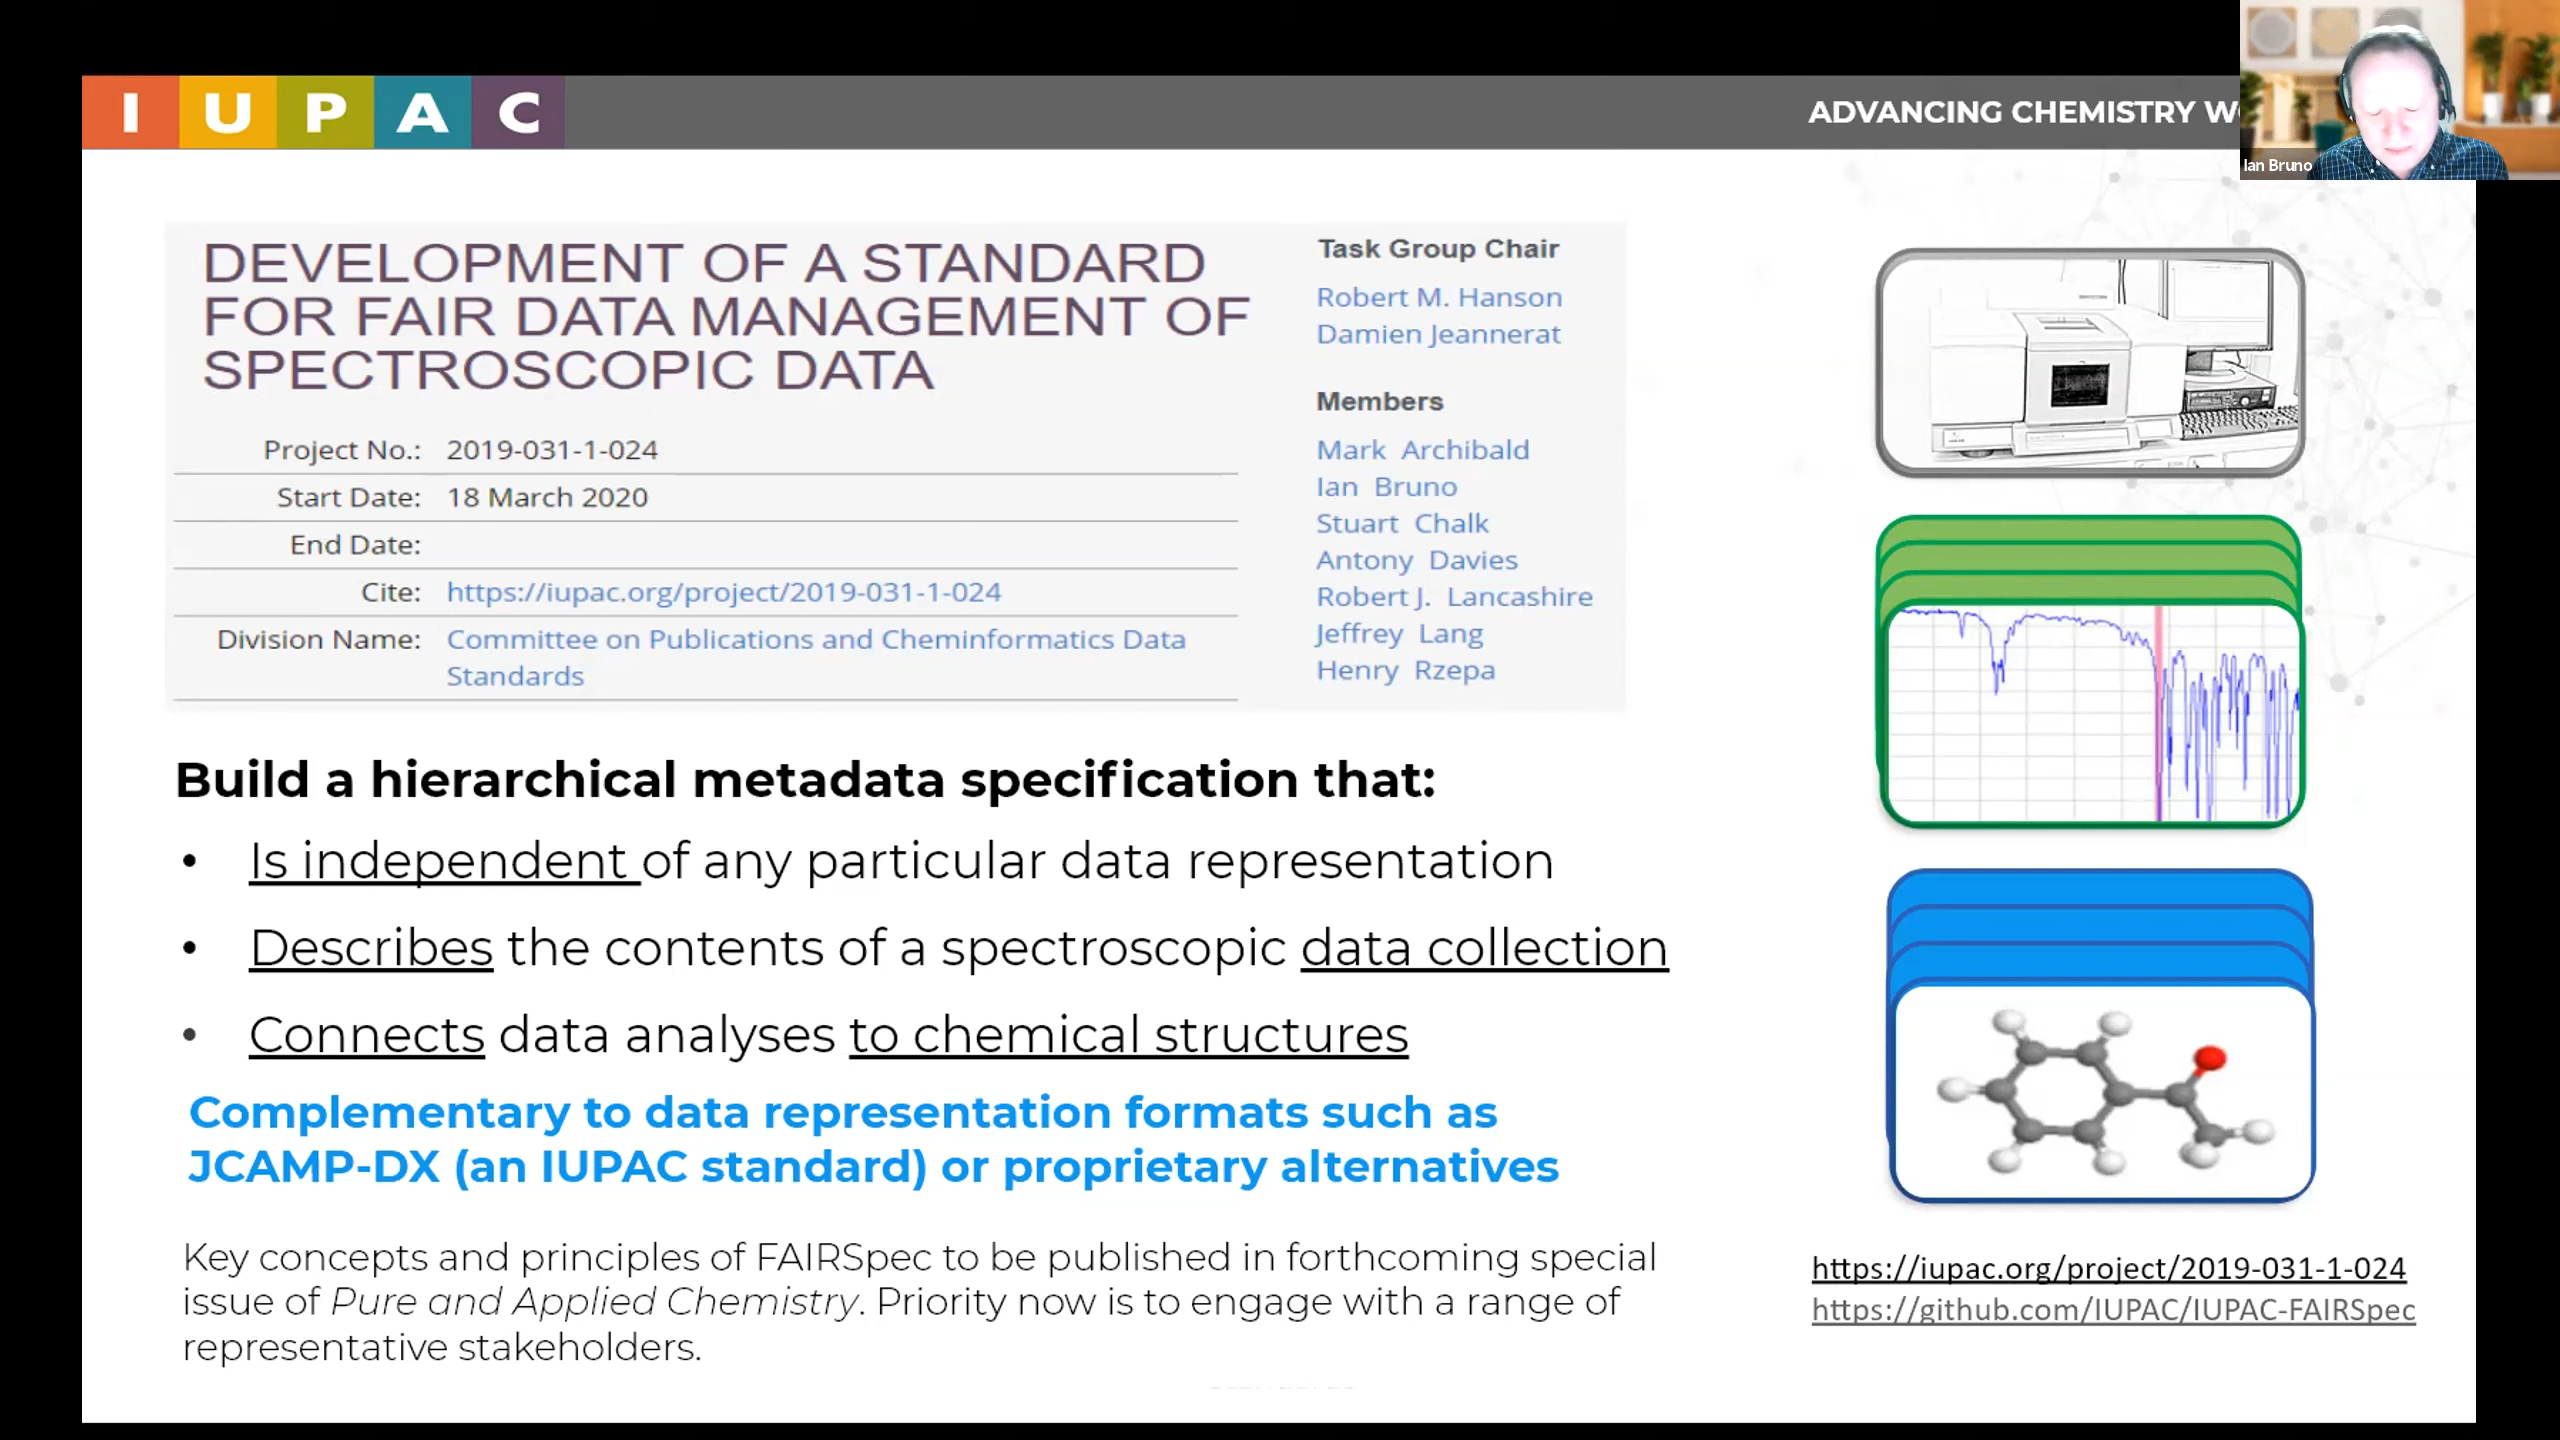 I U P A C
ADVANCING CHEMISTRY
Ian Bruno
DEVELOPMENT OF A STANDARD
FOR FAIR DATA MANAGEMENT OF
SPECTROSCOPIC DATA
Project No.: 2019-031-1-024
Start Date: 18 March 2020
End Date:
Cite: https://iupac.org/project/2019-031-1-024
Division Name: Committee on Publications and Cheminformatics Data
Standards
Task Group Chair
Robert M. Hanson
Damien Jeannerat
Members
Mark Archibald
Ian Bruno
Stuart Chalk
Antony Davies
Robert J. Lancashire
Jeffrey Lang
Henry Rzepa
Build a hierarchical metadata specification that:
• Is independent of any particular data representation
• Describes the contents of a spectroscopic data collection
• Connects data analyses to chemical structures
Complementary to data representation formats such as
JCAMP-DX (an IUPAC standard) or proprietary alternatives
Key concepts and principles of FAIRSpec to be published in forthcoming special
issue of Pure and Applied Chemistry. Priority now is to engage with a range of
representative stakeholders.
https://iupac.org/project/2019-031-1-024
https://github.com/IUPAC/IUPAC-FAIRSpec